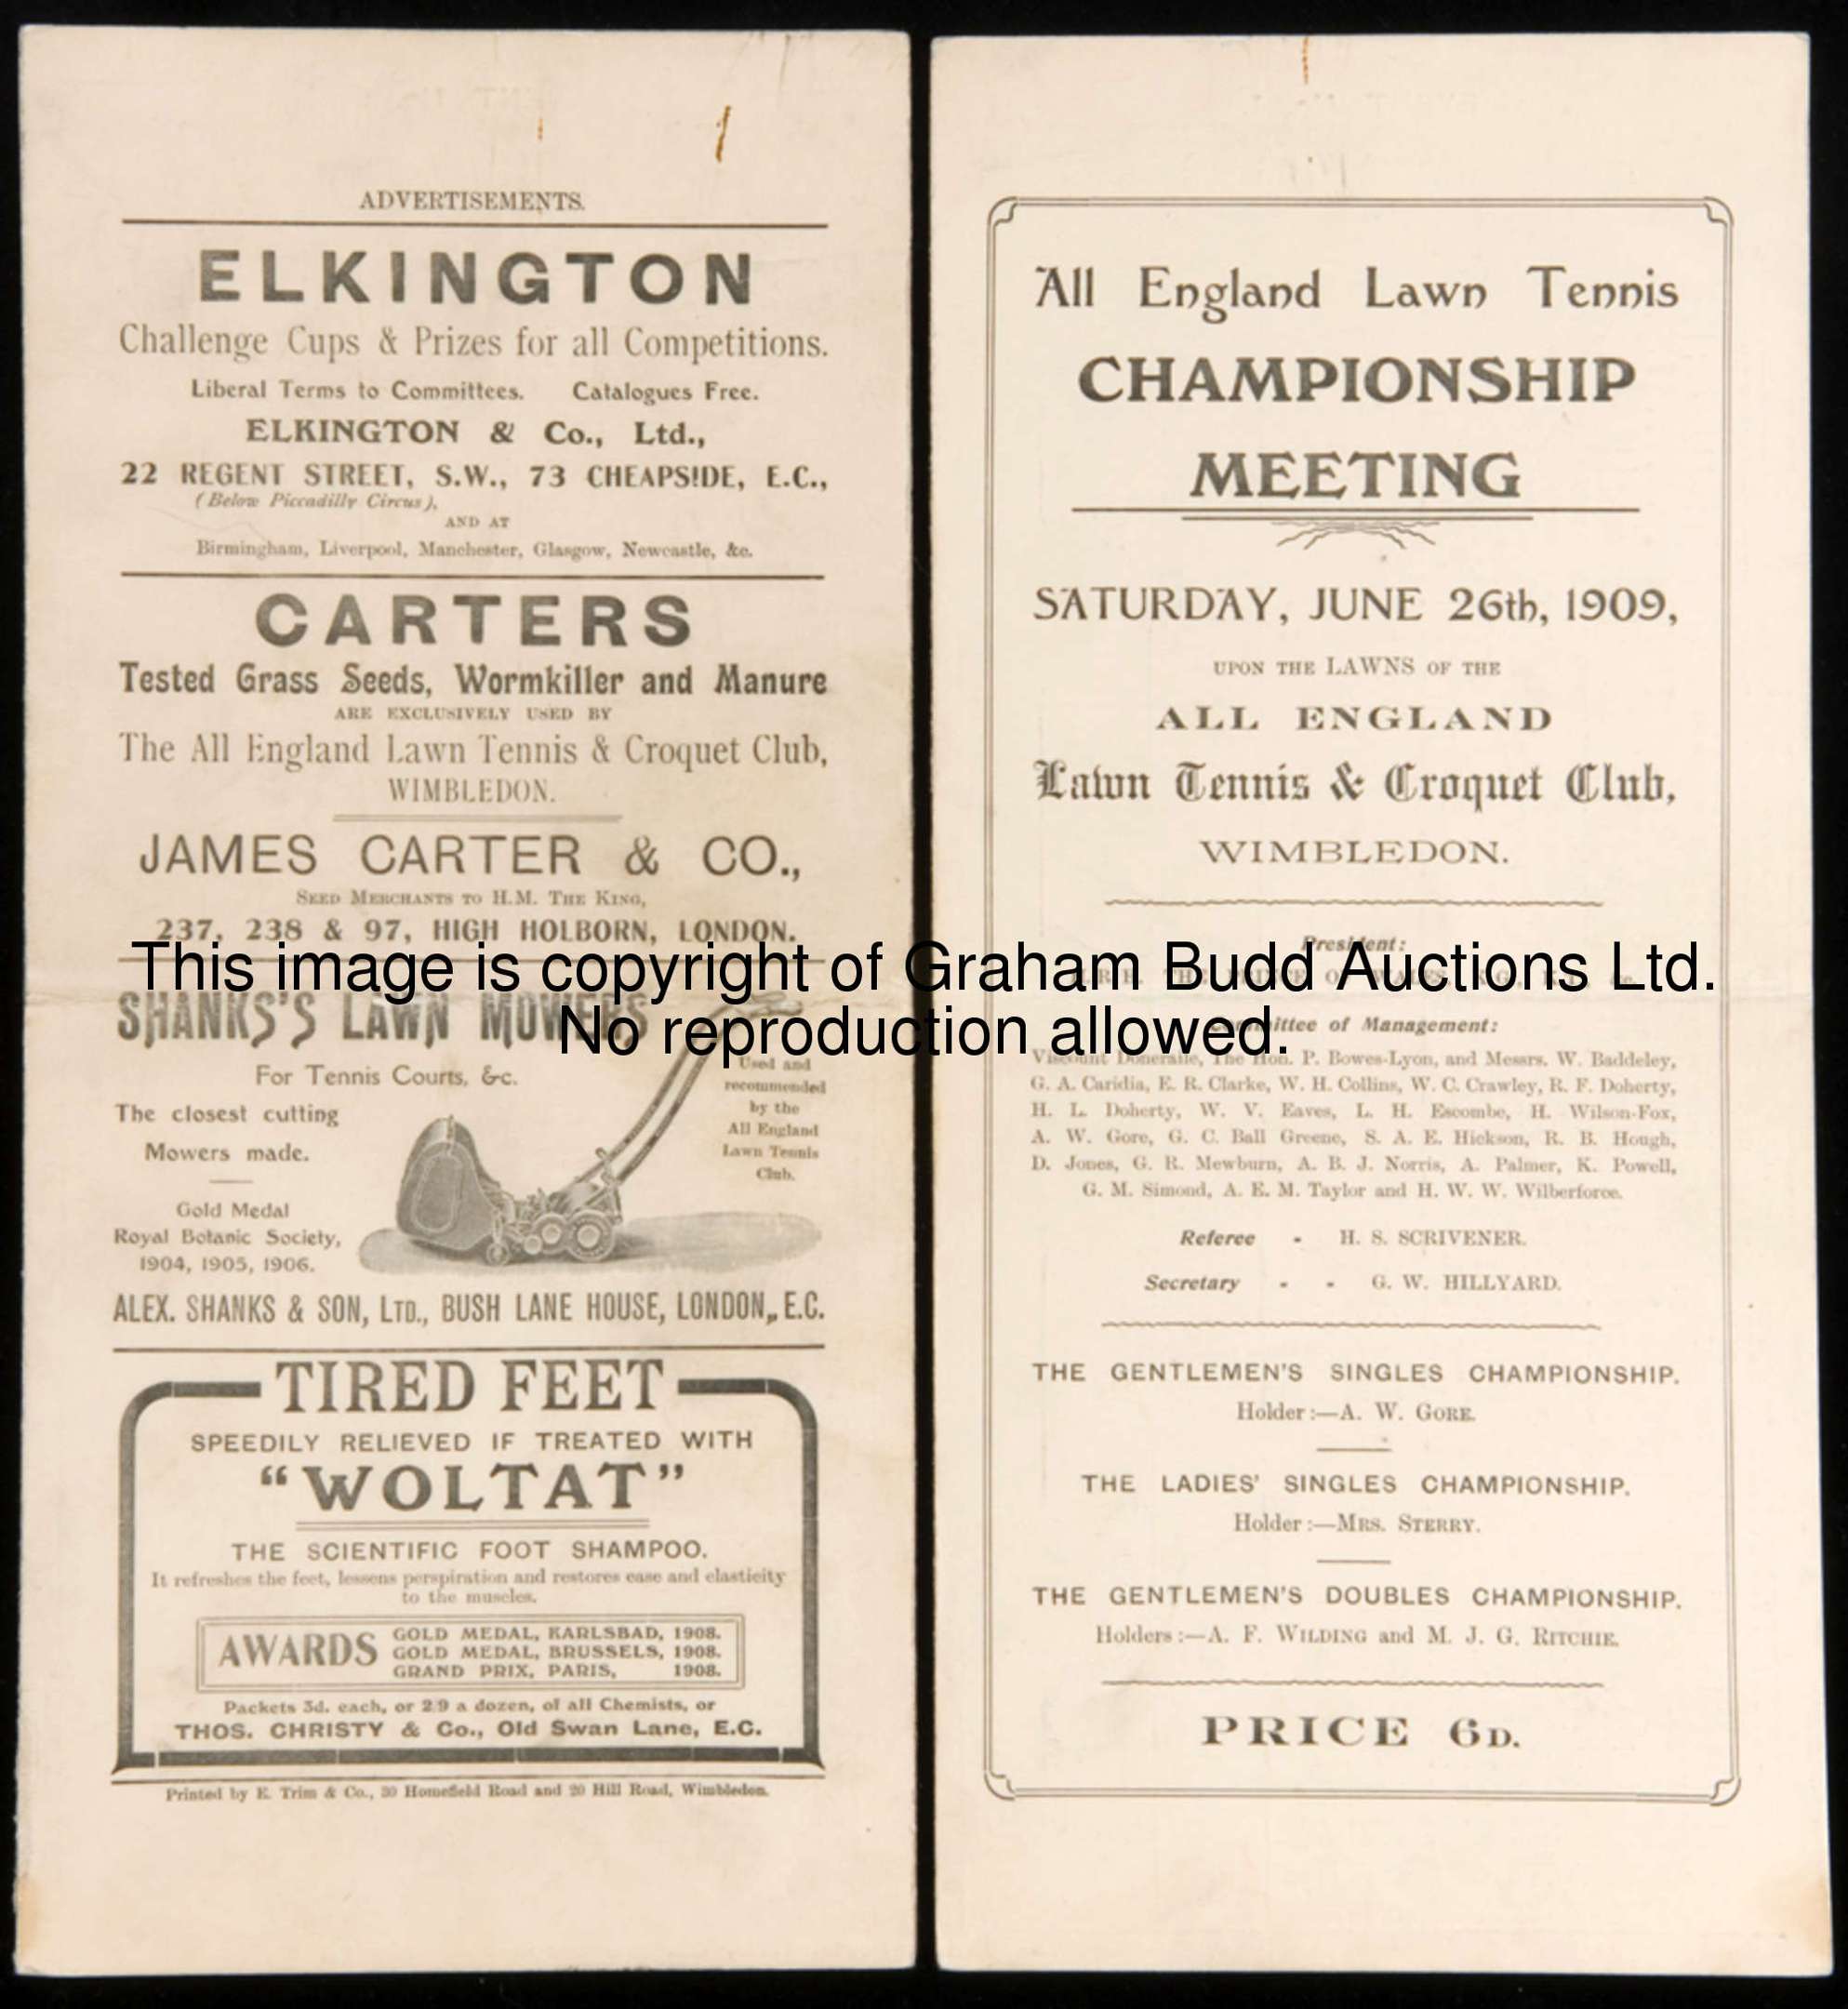 ADVERTISEMENTS.
ELKINGTON
Challenge Cups & Prizes for all Competitions.
Liberal Terms to Committees. Catalogues Free.
ELKINGTON & Co., Ltd.,
22 REGENT STREET, S.W., 73 CHEAPSIDE, E.C.,
(Below Piccadilly Circus),
AND AT
Birmingham, Liverpool, Manchester, Glasgow, Newcastle, &c.
CARTERS
Tested Grass Seeds, Wormkiller and Manure
ARE EXCLUSIVELY USED BY
The All England Lawn Tennis & Croquet Club,
WIMBLEDON.
JAMES CARTER & CO.,
SEED MERCHANTS TO H.M. THE KING,
237, 238 & 97, HIGH HOLBORN, LONDON.
SHANKS'S LAWN MOWERS
For Tennis Courts, &c.
The closest cutting
Mowers made.
Gold Medal
Royal Botanic Society,
1904, 1905, 1906.
Used and
recommended
by the
All England
Lawn Tennis
Club.
ALEX. SHANKS & SON, LTD., BUSH LANE HOUSE, LONDON,, E.C.
TIRED FEET
SPEEDILY RELIEVED IF TREATED WITH
"WOLTAT"
THE SCIENTIFIC FOOT SHAMPOO.
It refreshes the feet, lessens perspiration and restores ease and elasticity
to the muscles.
AWARDS
GOLD MEDAL, KARLSBAD, 1908.
GOLD MEDAL, BRUSSELS, 1908.
GRAND PRIX, PARIS, 1908.
Packets 3d. each, or 2/9 a dozen, of all Chemists, or
THOS. CHRISTY & Co., Old Swan Lane, E.C.
Printed by E. Trim & Co., 30 Homefield Road and 20 Hill Road, Wimbledon.
All England Lawn Tennis
CHAMPIONSHIP
MEETING
SATURDAY, JUNE 26th, 1909,
UPON THE LAWNS OF THE
ALL ENGLAND
Lawn Tennis & Croquet Club,
WIMBLEDON.
President:
H.R.H. THE PRINCE OF WALES, K.G., K.T., &c.
Committee of Management:
Viscount Doneraile, The Hon. P. Bowes-Lyon, and Messrs. W. Baddeley,
G. A. Caridia, E. R. Clarke, W. H. Collins, W. C. Crawley, R. F. Doherty,
H. L. Doherty, W. V. Eaves, L. H. Escombe, H. Wilson-Fox,
A. W. Gore, G. C. Ball Greene, S. A. E. Hickson, R. B. Hough,
D. Jones, G. R. Mewburn, A. B. J. Norris, A. Palmer, K. Powell,
G. M. Simond, A. E. M. Taylor and H. W. W. Wilberforce.
Referee - H. S. SCRIVENER.
Secretary - - G. W. HILLYARD.
THE GENTLEMEN'S SINGLES CHAMPIONSHIP.
Holder:—A. W. GORE.
THE LADIES' SINGLES CHAMPIONSHIP.
Holder:—MRS. STERRY.
THE GENTLEMEN'S DOUBLES CHAMPIONSHIP.
Holders:—A. F. WILDING and M. J. G. RITCHIE.
PRICE 6D.
This image is copyright of Graham Budd Auctions Ltd.
No reproduction allowed.